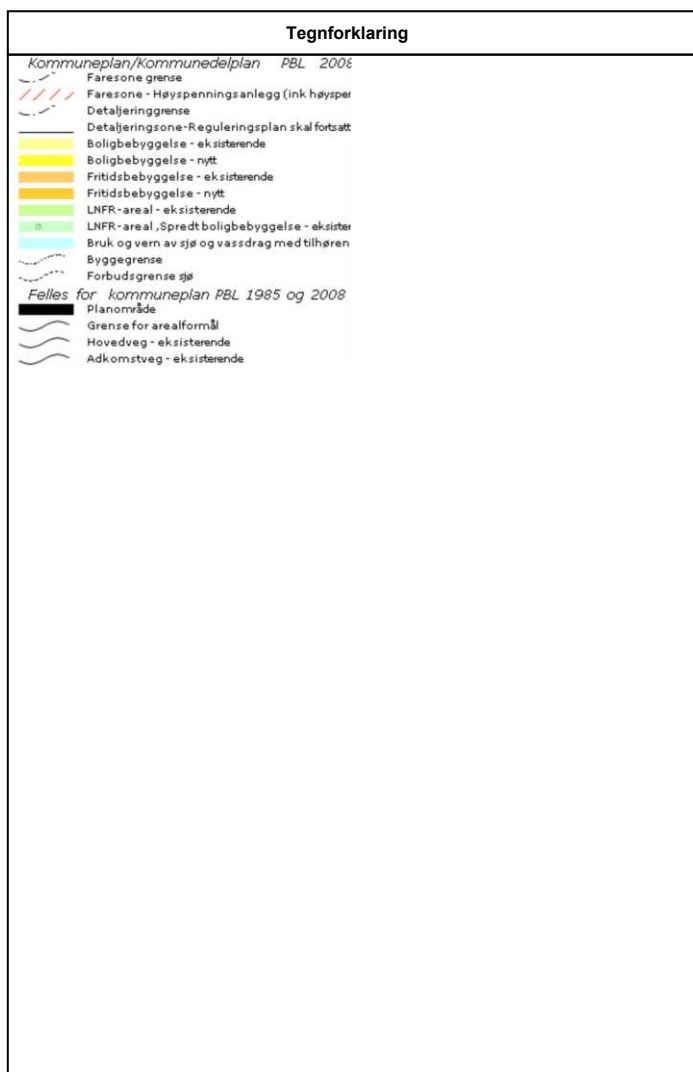 Tegnforklaring
Kommuneplan/Kommunedelplan PBL 2008
Faresone grense
Faresone - Høyspenningsanlegg (ink høyspen
Detaljeringgrense
Detaljeringsone-Reguleringsplan skal fortsatt
Boligbebyggelse - eksisterende
Boligbebyggelse - nytt
Fritidsbebyggelse - eksisterende
Fritidsbebyggelse - nytt
LNFR-areal - eksisterende
LNFR-areal ,Spredt boligbebyggelse - eksister
Bruk og vern av sjø og vassdrag med tilhøren
Byggegrense
Forbudsgrense sjø
Felles for kommuneplan PBL 1985 og 2008
Planområde
Grense for arealformål
Hovedveg - eksisterende
Adkomstveg - eksisterende